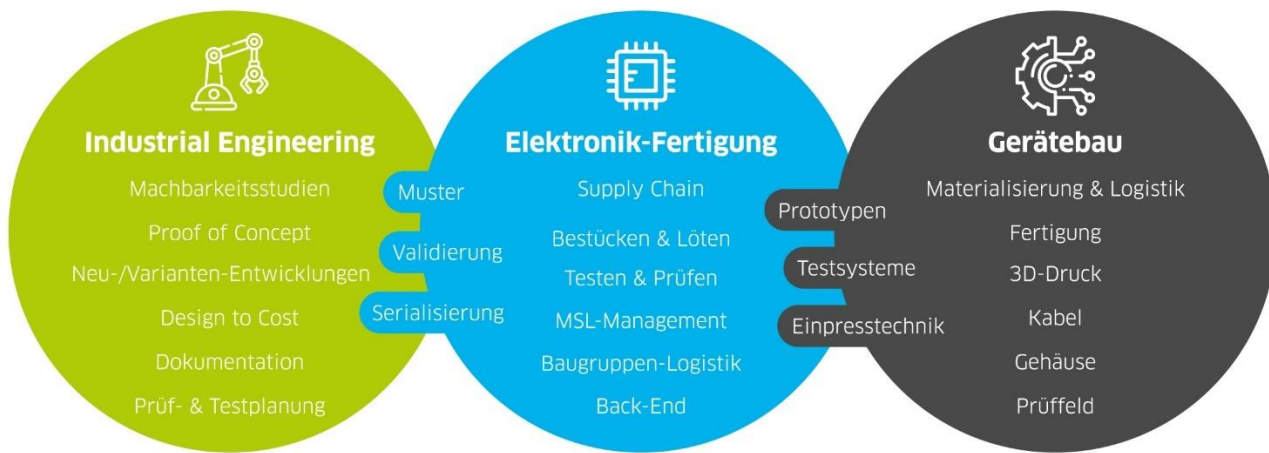 Industrial Engineering
Machbarkeitsstudien
Proof of Concept
Neu-/Varianten-Entwicklungen
Design to Cost
Dokumentation
Prüf- & Testplanung
Muster
Validierung
Serialisierung
Elektronik-Fertigung
Supply Chain
Bestücken & Löten
Testen & Prüfen
MSL-Management
Baugruppen-Logistik
Back-End
Prototypen
Testsysteme
Einpresstechnik
Gerätebau
Materialisierung & Logistik
Fertigung
3D-Druck
Kabel
Gehäuse
Prüffeld